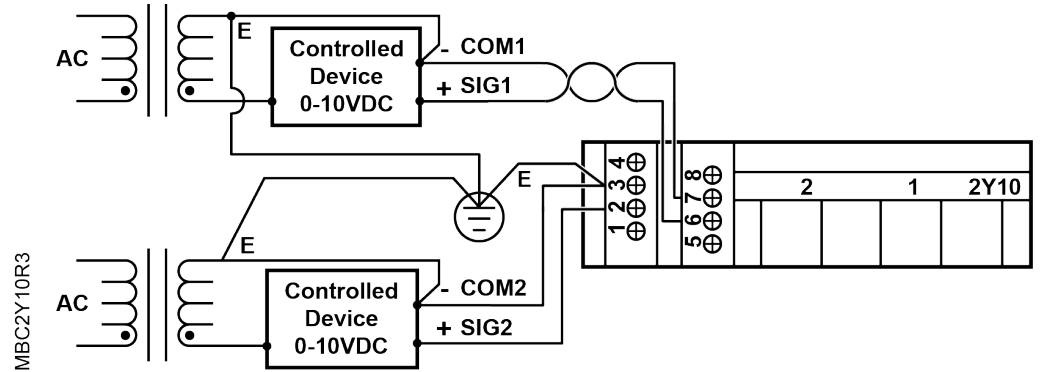 E
AC
Controlled
Device
0-10VDC
- COM1
+ SIG1
4
3
2
1
8
7
6
5
2 1 2Y10
E
E
AC
Controlled
Device
0-10VDC
- COM2
+ SIG2
MBC2Y10R3